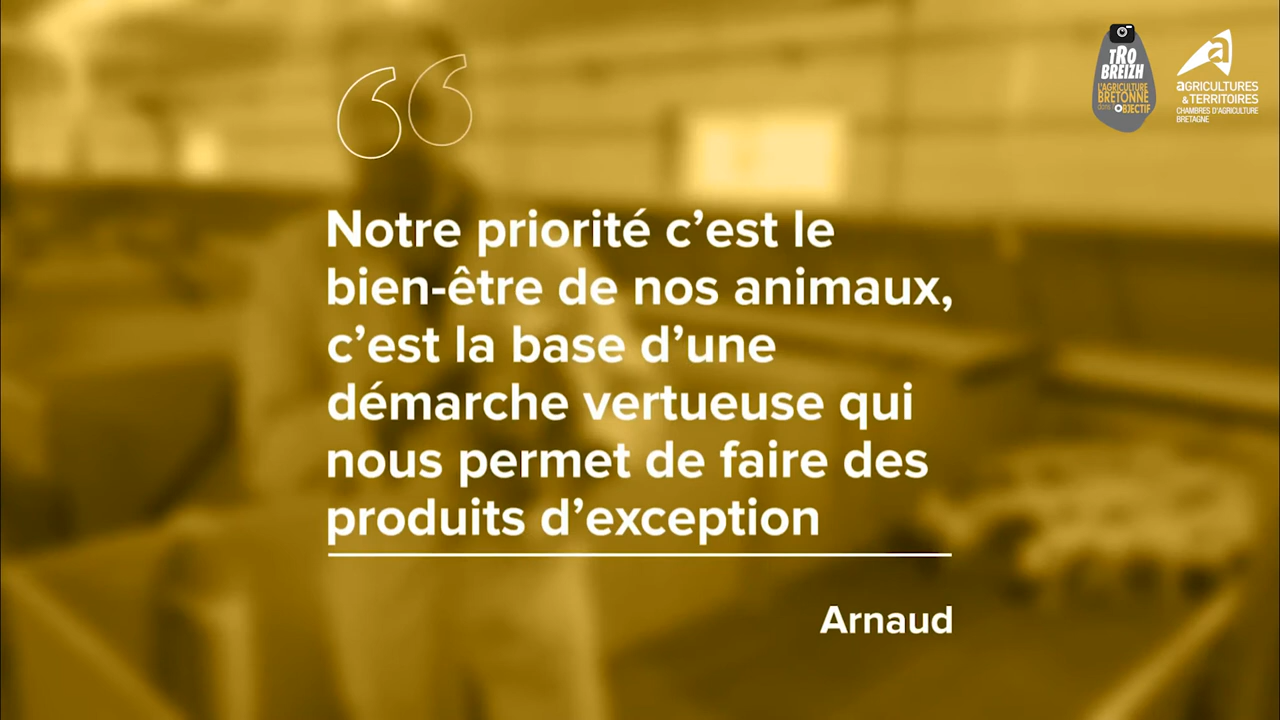 TRO
BREIZH
L'AGRICULTURE
BRETONNE
dans l'OBJECTIF
AGRICULTURES
& TERRITOIRES
CHAMBRES D'AGRICULTURE
BRETAGNE
Notre priorité c’est le
bien-être de nos animaux,
c’est la base d’une
démarche vertueuse qui
nous permet de faire des
produits d’exception
Arnaud